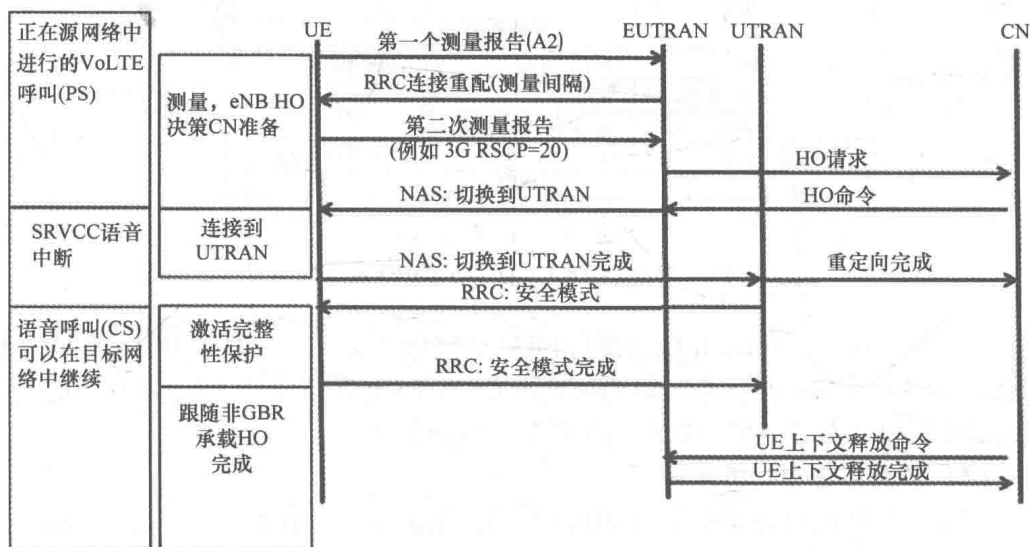 正在源网络中
进行的VoLTE
呼叫(PS)
测量，eNB HO
决策CN准备
SRVCC语音
中断
连接到
UTRAN
语音呼叫(CS)
可以在目标网
络中继续
激活完整
性保护
跟随非GBR
承载HO
完成
UE
EUTRAN
UTRAN
CN
第一个测量报告(A2)
RRC连接重配(测量间隔)
第二次测量报告
(例如 3G RSCP=20)
HO请求
NAS: 切换到UTRAN
HO命令
NAS: 切换到UTRAN完成
重定向完成
RRC: 安全模式
RRC: 安全模式完成
UE上下文释放命令
UE上下文释放完成